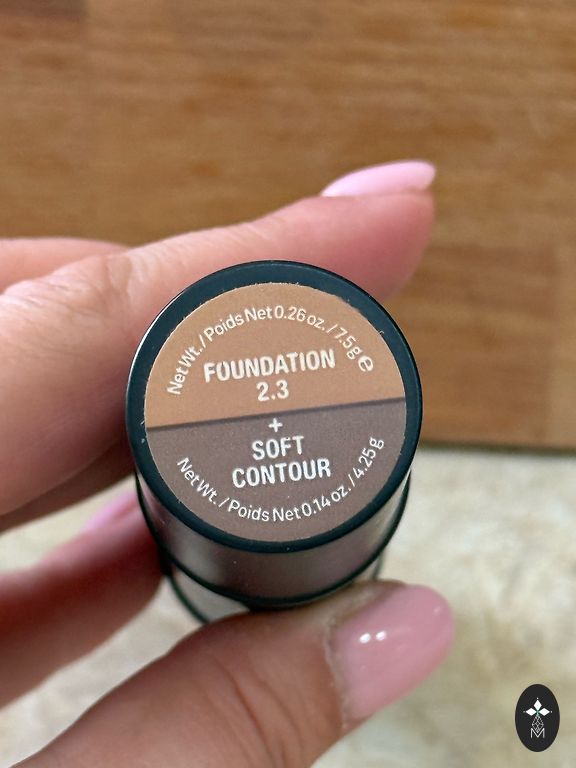 Net Wt. / Poids Net 0.26 oz. / 7.5g e
FOUNDATION
2.3
+
SOFT
CONTOUR
Net Wt. / Poids Net 0.14 oz. / 4.25g
M